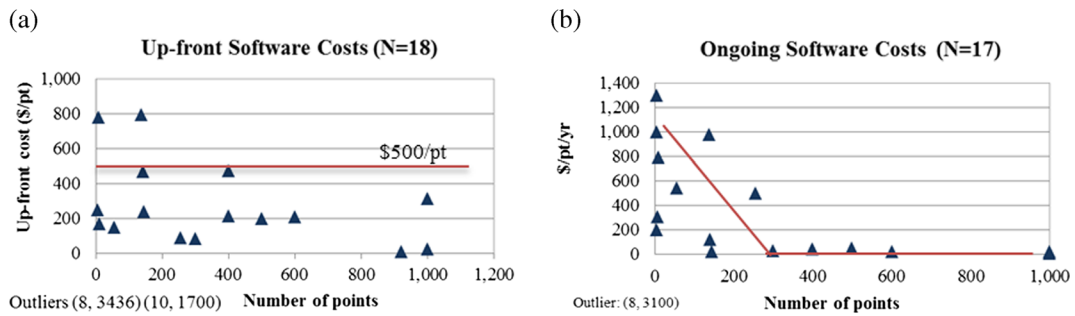 (a)
Up-front Software Costs (N=18)
Up-front cost ($/pt)
1,000
800
600
400
200
0
$500/pt
0 200 400 600 800 1,000 1,200
Outliers (8, 3436) (10, 1700) Number of points
(b)
Ongoing Software Costs (N=17)
$/pt/yr
1,400
1,200
1,000
800
600
400
200
0
0 200 400 600 800 1,000
Outlier: (8, 3100) Number of points